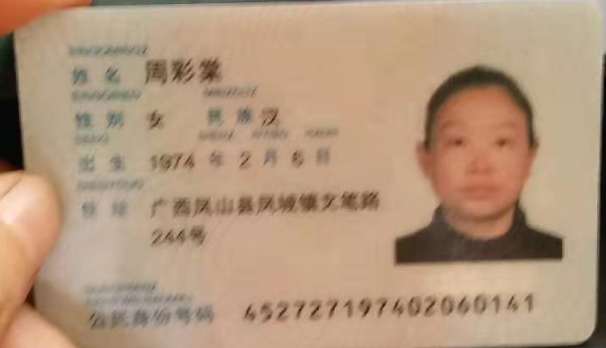 姓名 周彩棠
性别 女 民族 汉
出生 1974 年 2 月 6 日
住址 广西凤山县凤城镇文笔路
244号
公民身份号码 452727197402060141